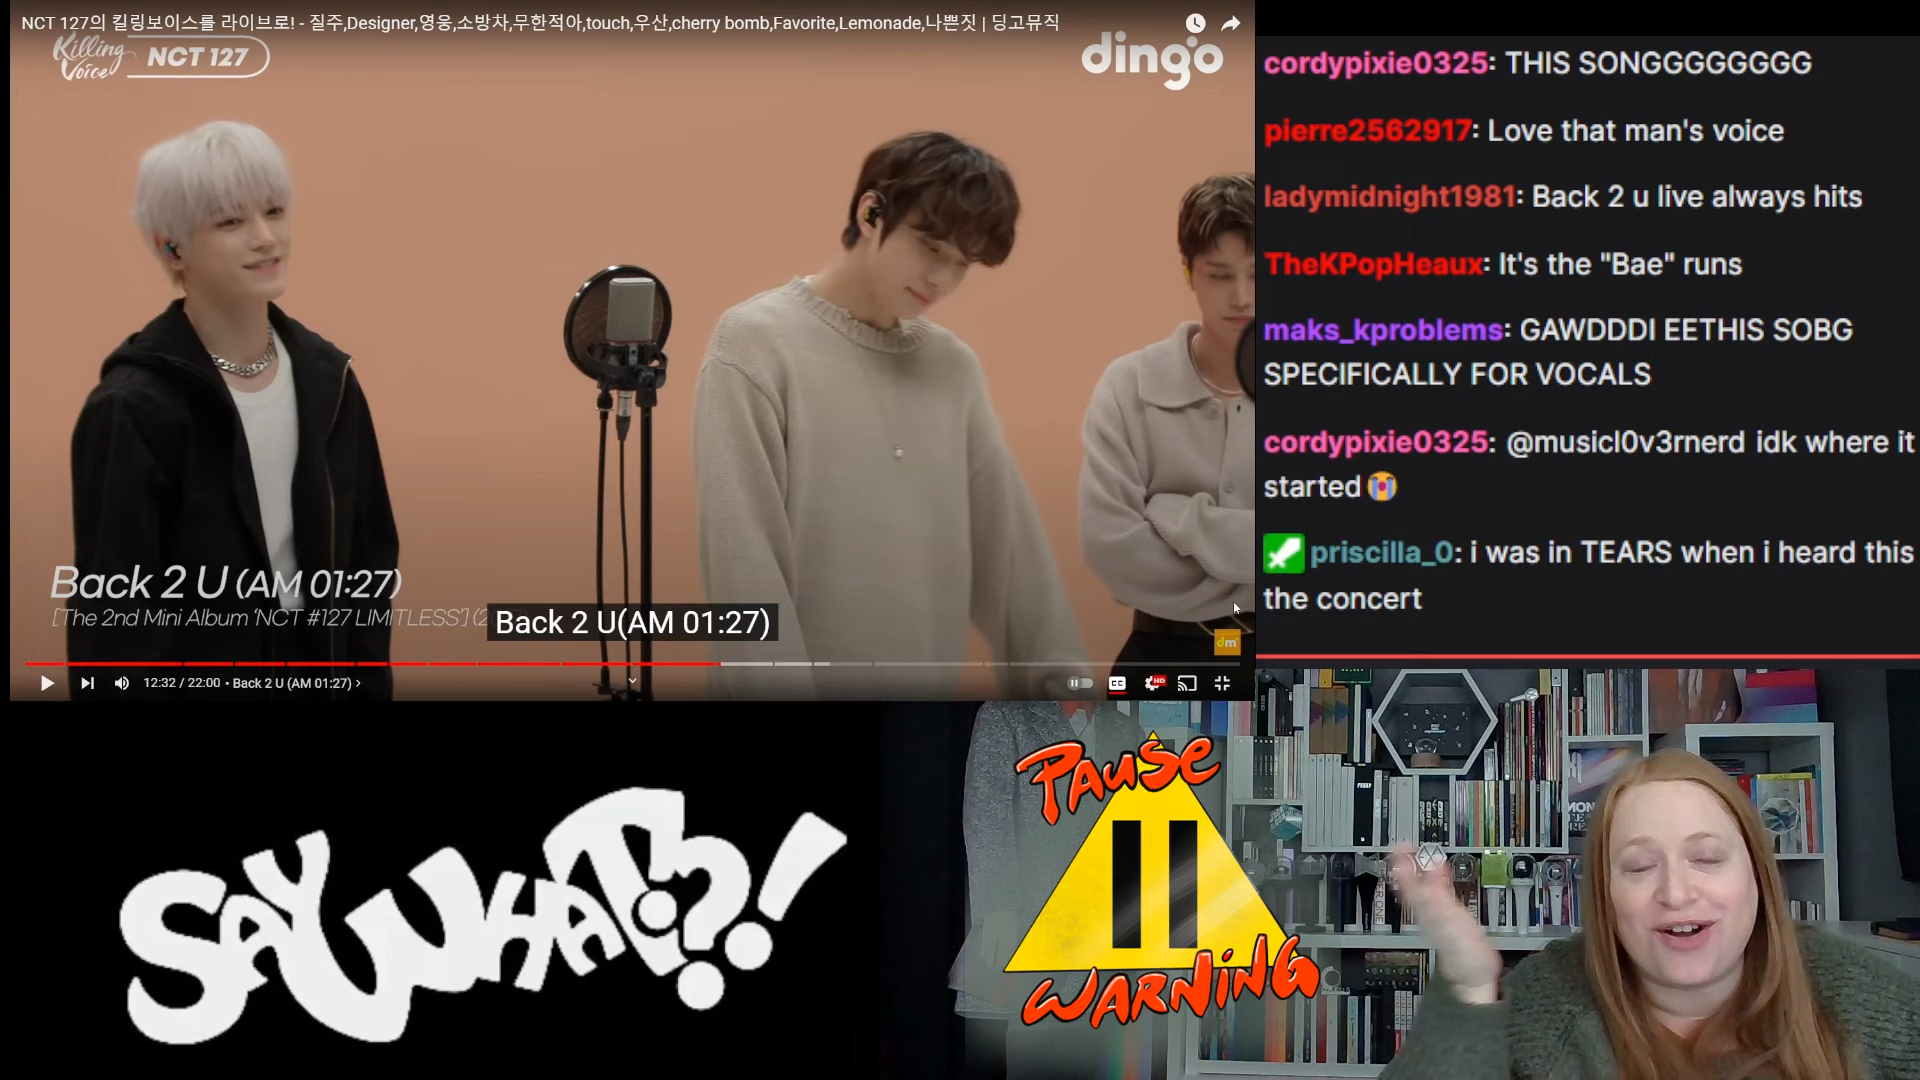 NCT 127의 킬링보이스를 라이브로! - 질주,Designer,영웅,소방차,무한적아,touch,우산,cherry bomb,Favorite,Lemonade,나쁜짓 | 딩고뮤직
Killing Voice
NCT 127
dingo
Back 2 U (AM 01:27)
[The 2nd Mini Album ‘NCT #127 LIMITLESS’]
Back 2 U(AM 01:27)
dm
12:32 / 22:00 • Back 2 U (AM 01:27) ›
CC
HD
cordypixie0325: THIS SONGGGGGGGG
pierre2562917: Love that man's voice
ladymidnight1981: Back 2 u live always hits
TheKPopHeaux: It's the "Bae" runs
maks_kproblems: GAWDDDI EETHIS SOBG
SPECIFICALLY FOR VOCALS
cordypixie0325: @musicl0v3rnerd idk where it
started
priscilla_0: i was in TEARS when i heard this
the concert
SAY WHAT?!
PAUSE
WARNING